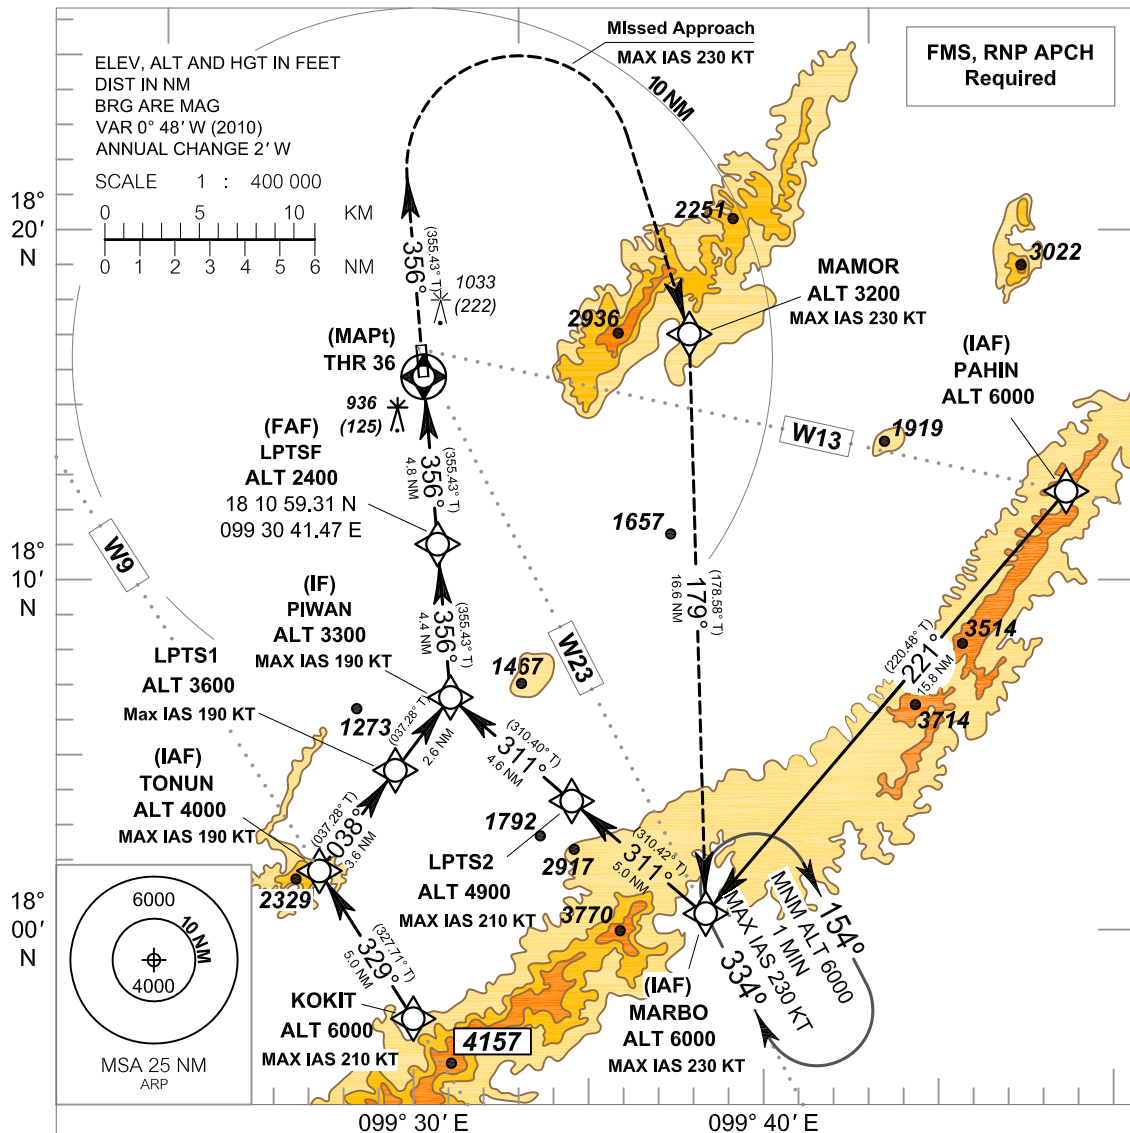 ELEV, ALT AND HGT IN FEET
DIST IN NM
BRG ARE MAG
VAR 0° 48' W (2010)
ANNUAL CHANGE 2' W
SCALE 1 : 400 000
0 5 10 KM
0 1 2 3 4 5 6 NM
Missed Approach
MAX IAS 230 KT
10 NM
FMS, RNP APCH
Required
18°
20'
N
356°
(355.43° T)
1033
(222)
2251
3022
MAMOR
ALT 3200
MAX IAS 230 KT
2936
(MAPt)
THR 36
(IAF)
PAHIN
ALT 6000
936
(125)
W13
1919
(FAF)
LPTSF
ALT 2400
18 10 59.31 N
099 30 41.47 E
356°
(355.43° T)
4.8 NM
1657
W9
18°
10'
N
(IF)
PIWAN
ALT 3300
MAX IAS 190 KT
356°
(355.43° T)
4.4 NM
179°
(178.58° T)
16.6 NM
W23
3514
(220.48° T)
221°
15.8 NM
3714
LPTS1
ALT 3600
Max IAS 190 KT
1467
1273
(037.28° T)
2.6 NM
(310.40° T)
311°
4.6 NM
(IAF)
TONUN
ALT 4000
MAX IAS 190 KT
(037.28° T)
038°
3.6 NM
1792
2917
LPTS2
ALT 4900
MAX IAS 210 KT
(310.42° T)
311°
5.0 NM
2329
18°
00'
N
3770
154°
MNM ALT 6000
1 MIN
MAX IAS 230 KT
334°
6000
10 NM
4000
MSA 25 NM
ARP
(327.71° T)
329°
5.0 NM
KOKIT
ALT 6000
MAX IAS 210 KT
4157
(IAF)
MARBO
ALT 6000
MAX IAS 230 KT
099° 30' E
099° 40' E